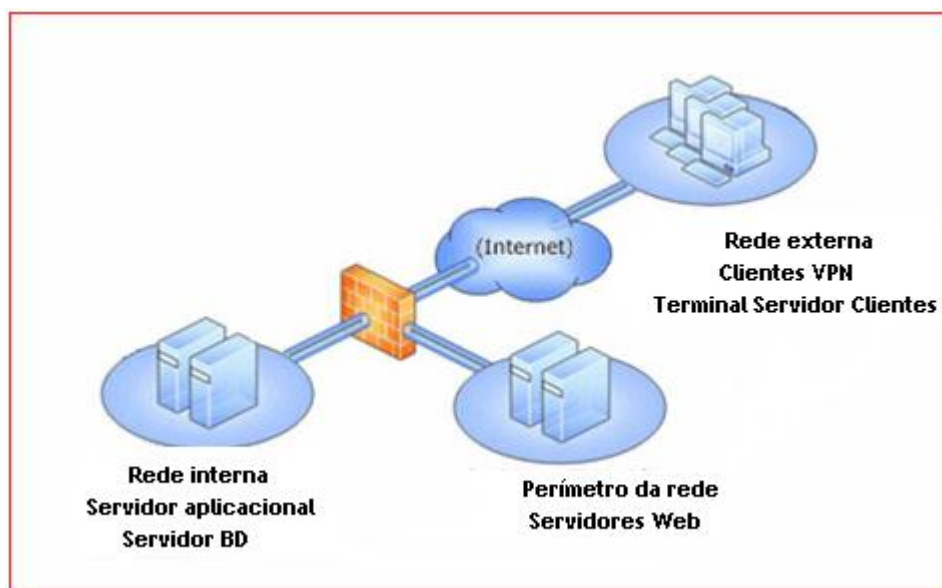 (Internet)
Rede externa
Clientes VPN
Terminal Servidor Clientes
Rede interna
Servidor aplicacional
Servidor BD
Perímetro da rede
Servidores Web